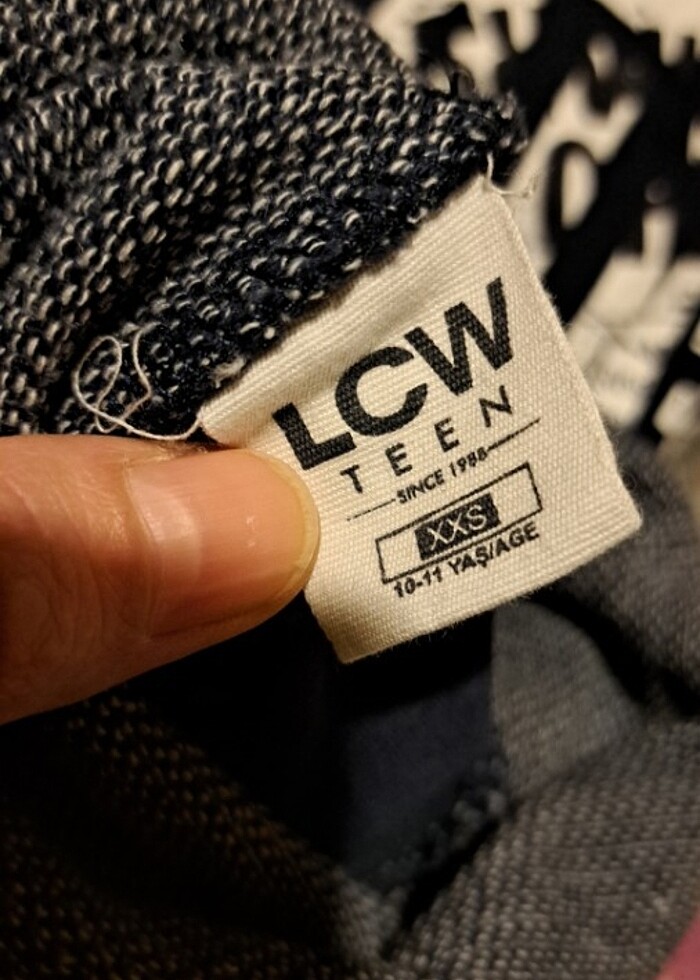 LCW
TEEN
SINCE 1988
XXS
10-11 YAŞ/AGE